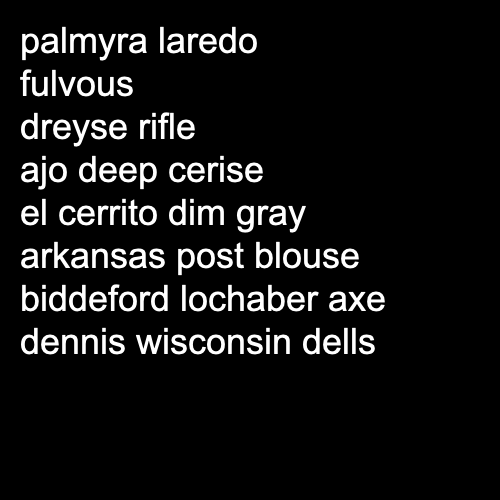 palmyra laredo
fulvous
dreyse rifle
ajo deep cerise
el cerrito dim gray
arkansas post blouse
biddeford lochaber axe
dennis wisconsin dells